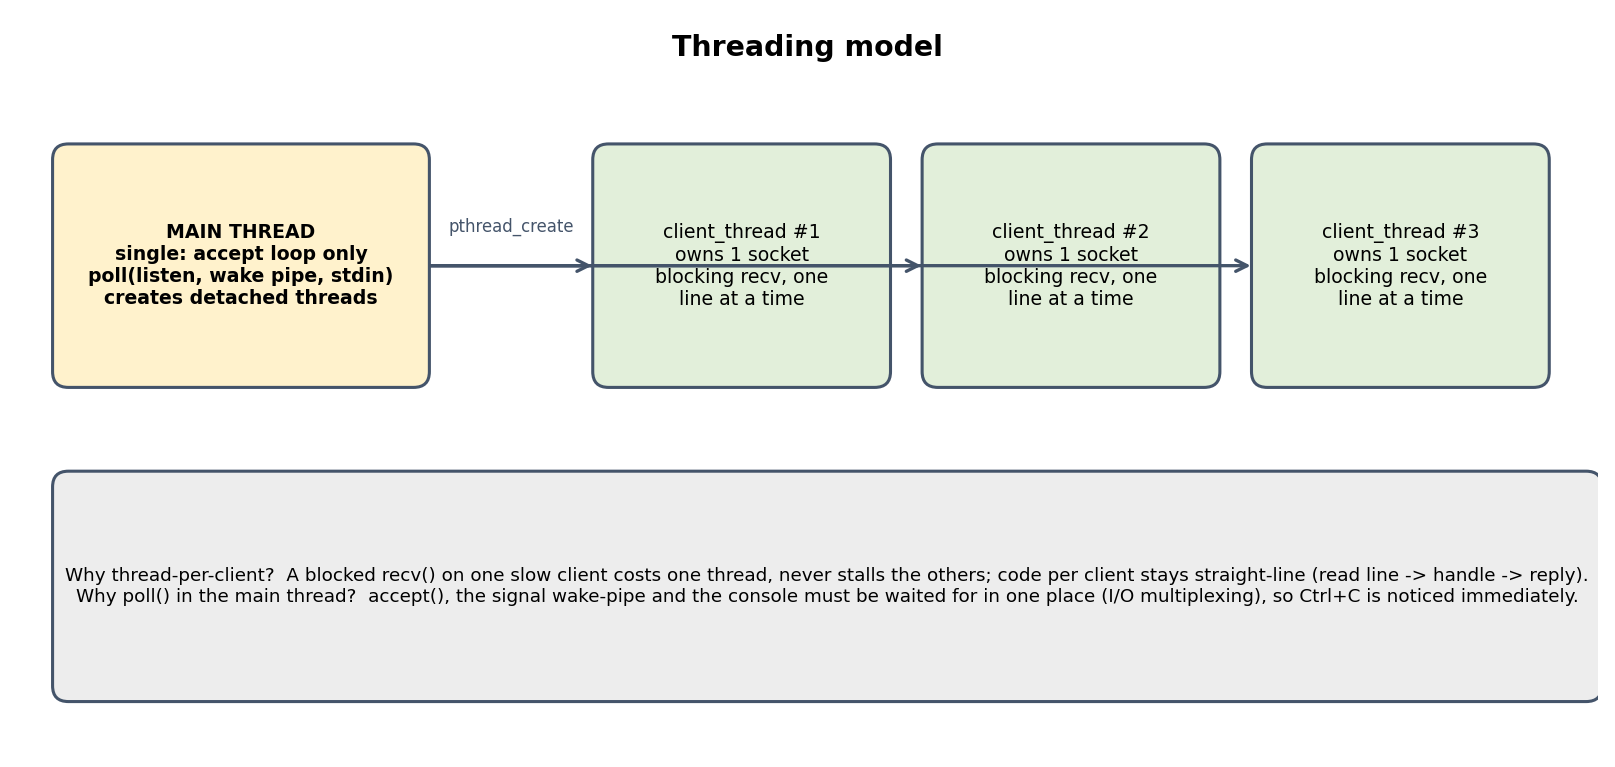 Threading model
MAIN THREAD
single: accept loop only
poll(listen, wake pipe, stdin)
creates detached threads
pthread_create
client_thread #1
owns 1 socket
blocking recv, one
line at a time
client_thread #2
owns 1 socket
blocking recv, one
line at a time
client_thread #3
owns 1 socket
blocking recv, one
line at a time
Why thread-per-client?  A blocked recv() on one slow client costs one thread, never stalls the others; code per client stays straight-line (read line -> handle -> reply).
Why poll() in the main thread?  accept(), the signal wake-pipe and the console must be waited for in one place (I/O multiplexing), so Ctrl+C is noticed immediately.